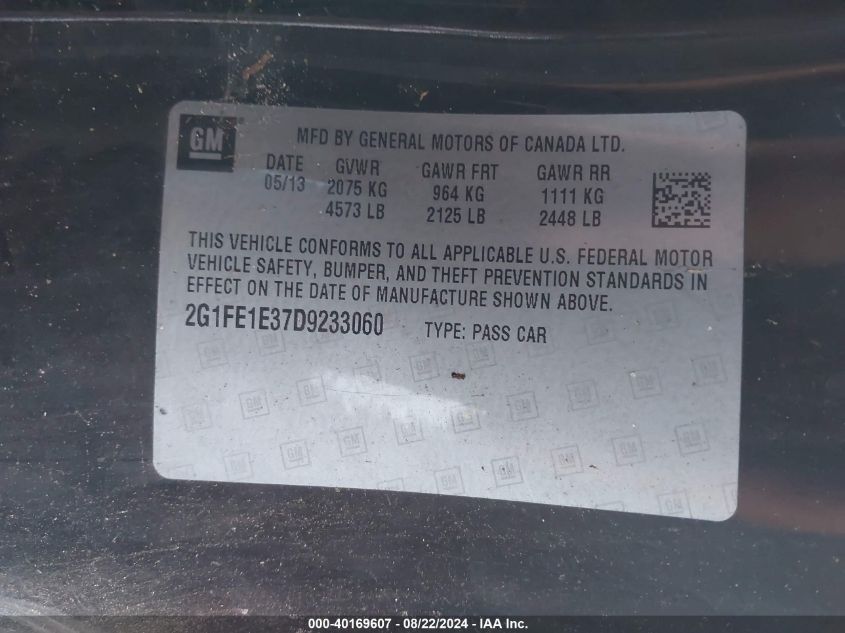 GM
MFD BY GENERAL MOTORS OF CANADA LTD.
DATE GVWR GAWR FRT GAWR RR
05/13 2075 KG 964 KG 1111 KG
4573 LB 2125 LB 2448 LB
THIS VEHICLE CONFORMS TO ALL APPLICABLE U.S. FEDERAL MOTOR
VEHICLE SAFETY, BUMPER, AND THEFT PREVENTION STANDARDS IN
EFFECT ON THE DATE OF MANUFACTURE SHOWN ABOVE.
2G1FE1E37D9233060 TYPE: PASS CAR
000-40169607 - 08/22/2024 - IAA Inc.